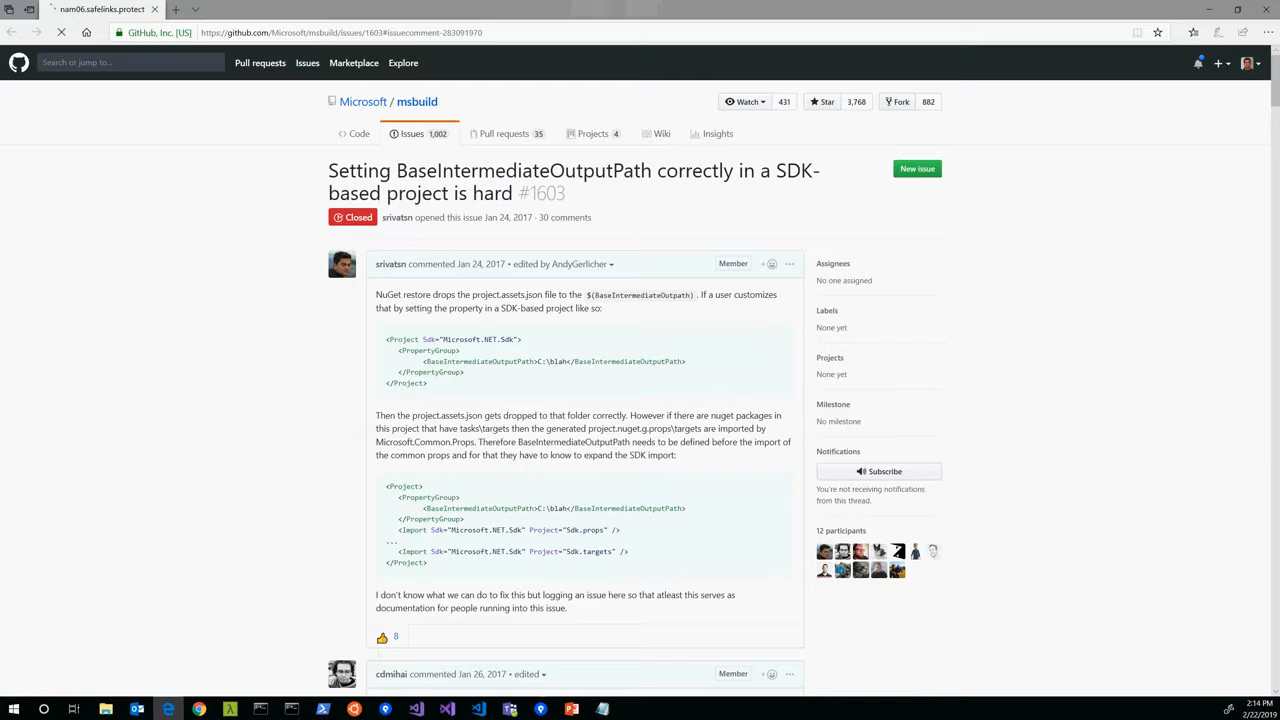 nam06.safelinks.protect
GitHub, Inc. [US]
https://github.com/Microsoft/msbuild/issues/1603#issuecomment-283091970
Search or jump to...
/
Pull requests
Issues
Marketplace
Explore
Microsoft / msbuild
Watch
431
Star
3,768
Fork
882
Code
Issues 1,002
Pull requests 35
Projects 4
Wiki
Insights
Setting BaseIntermediateOutputPath correctly in a SDK-
based project is hard #1603
New issue
Closed
srivatsn opened this issue Jan 24, 2017 · 30 comments
srivatsn commented Jan 24, 2017 • edited by AndyGerlicher
Member
NuGet restore drops the project.assets.json file to the $(BaseIntermediateOutpath) . If a user customizes
that by setting the property in a SDK-based project like so:
<Project Sdk="Microsoft.NET.Sdk">
<PropertyGroup>
<BaseIntermediateOutputPath>C:\blah</BaseIntermediateOutputPath>
</PropertyGroup>
</Project>
Then the project.assets.json gets dropped to that folder correctly. However if there are nuget packages in
this project that have tasks\targets then the generated project.nuget.g.props\targets are imported by
Microsoft.Common.Props. Therefore BaseIntermediateOutputPath needs to be defined before the import of
the common props and for that they have to know to expand the SDK import:
<Project>
<PropertyGroup>
<BaseIntermediateOutputPath>C:\blah</BaseIntermediateOutputPath>
</PropertyGroup>
<Import Sdk="Microsoft.NET.Sdk" Project="Sdk.props" />
...
<Import Sdk="Microsoft.NET.Sdk" Project="Sdk.targets" />
</Project>
I don't know what we can do to fix this but logging an issue here so that atleast this serves as
documentation for people running into this issue.
8
cdmihai commented Jan 26, 2017 • edited
Member
Assignees
No one assigned
Labels
None yet
Projects
None yet
Milestone
No milestone
Notifications
Subscribe
You're not receiving notifications
from this thread.
12 participants
2:14 PM
2/22/2019